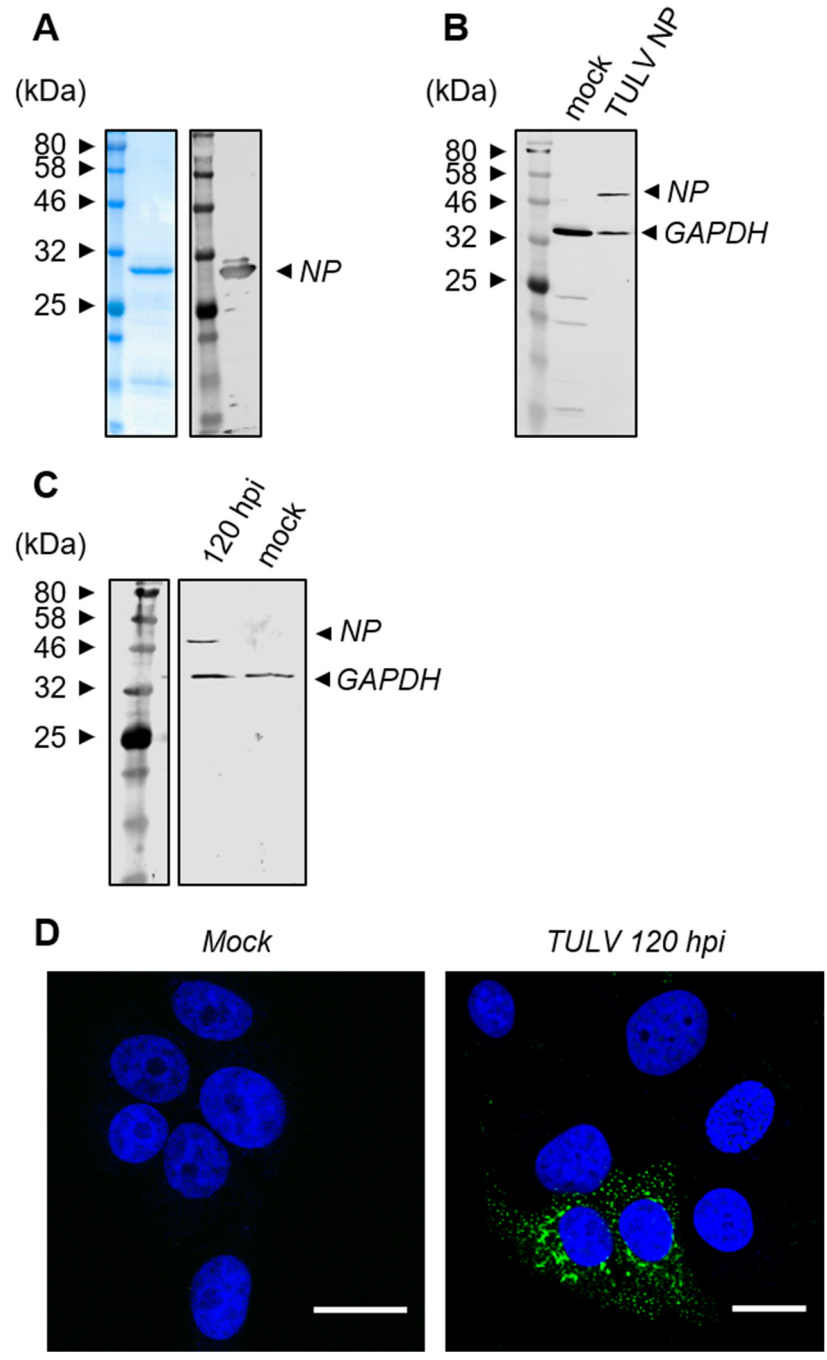 A
(kDa)
80
58
46
32
25
NP
B
(kDa)
mock
TULV NP
80
58
46
32
25
NP
GAPDH
C
(kDa)
120 hpi
mock
80
58
46
32
25
NP
GAPDH
D
Mock
TULV 120 hpi